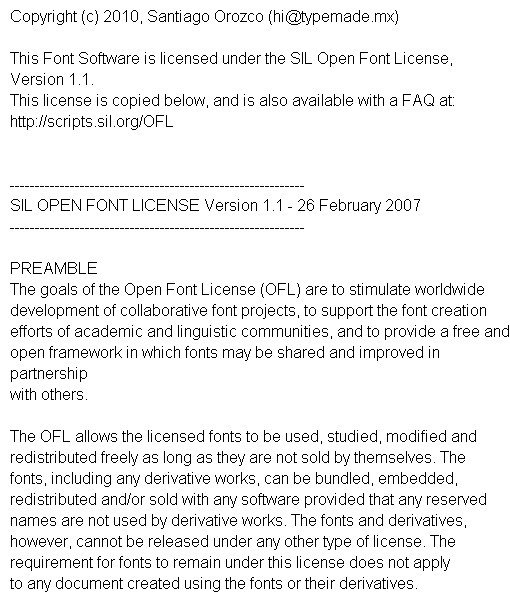 Copyright (c) 2010, Santiago Orozco (hi@typemade.mx)

This Font Software is licensed under the SIL Open Font License,
Version 1.1.
This license is copied below, and is also available with a FAQ at:
http://scripts.sil.org/OFL


-----------------------------------------------------------
SIL OPEN FONT LICENSE Version 1.1 - 26 February 2007
-----------------------------------------------------------

PREAMBLE
The goals of the Open Font License (OFL) are to stimulate worldwide
development of collaborative font projects, to support the font creation
efforts of academic and linguistic communities, and to provide a free and
open framework in which fonts may be shared and improved in
partnership
with others.

The OFL allows the licensed fonts to be used, studied, modified and
redistributed freely as long as they are not sold by themselves. The
fonts, including any derivative works, can be bundled, embedded,
redistributed and/or sold with any software provided that any reserved
names are not used by derivative works. The fonts and derivatives,
however, cannot be released under any other type of license. The
requirement for fonts to remain under this license does not apply
to any document created using the fonts or their derivatives.